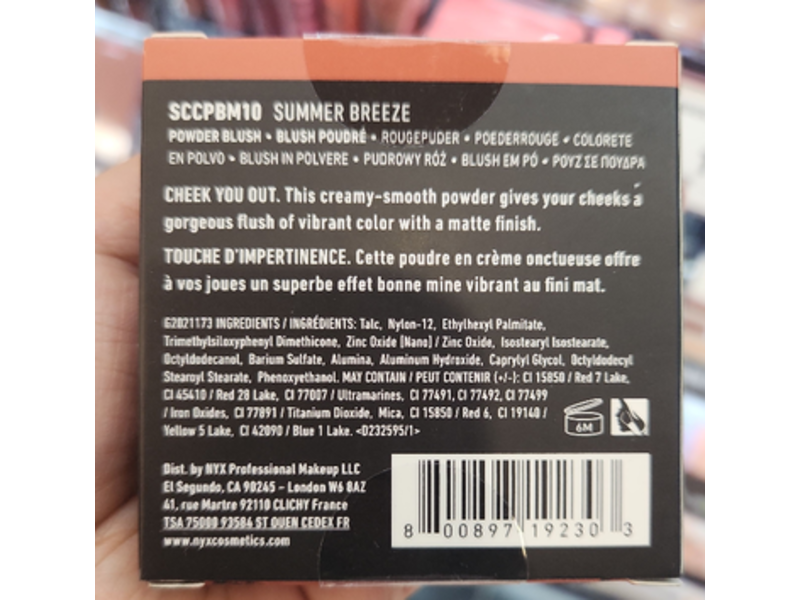 SCCPBM10 SUMMER BREEZE
POWDER BLUSH • BLUSH POUDRÉ • ROUGEPUDER • POEDERROUGE • COLORETE
EN POLVO • BLUSH IN POLVERE • PUDROWY RÓŻ • BLUSH EM PÓ • ΡΟΥΖ ΣΕ ΠΟΥΔΡΑ
CHEEK YOU OUT. This creamy-smooth powder gives your cheeks a
gorgeous flush of vibrant color with a matte finish.
TOUCHE D'IMPERTINENCE. Cette poudre en crème onctueuse offre
à vos joues un superbe effet bonne mine vibrant au fini mat.
G2021173 INGREDIENTS / INGRÉDIENTS: Talc, Nylon-12, Ethylhexyl Palmitate,
Trimethylsiloxyphenyl Dimethicone, Zinc Oxide [Nano] / Zinc Oxide, Isostearyl Isostearate,
Octyldodecanol, Barium Sulfate, Alumina, Aluminum Hydroxide, Caprylyl Glycol, Octyldodecyl
Stearoyl Stearate, Phenoxyethanol. MAY CONTAIN / PEUT CONTENIR (+/-): CI 15850 / Red 7 Lake,
CI 45410 / Red 28 Lake, CI 77007 / Ultramarines, CI 77491, CI 77492, CI 77499
/ Iron Oxides, CI 77891 / Titanium Dioxide, Mica, CI 15850 / Red 6, CI 19140 /
Yellow 5 Lake, CI 42090 / Blue 1 Lake. <D232595/1>
6M
Dist. by NYX Professional Makeup LLC
El Segundo, CA 90245 – London W6 8AZ
41, rue Martre 92110 CLICHY France
TSA 75000 93584 ST OUEN CEDEX FR
www.nyxcosmetics.com
8 00897 19230 3